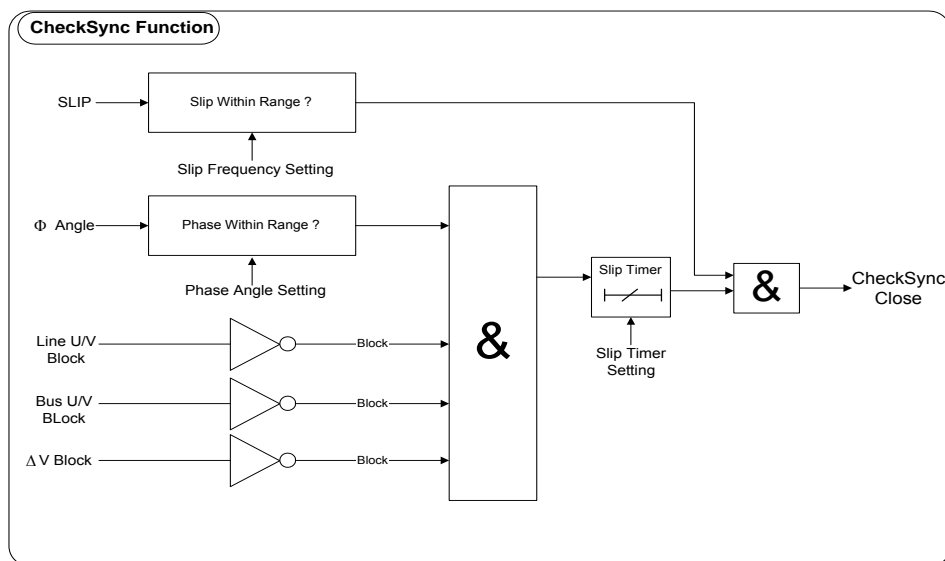 CheckSync Function
SLIP
Slip Within Range ?
Slip Frequency Setting
Φ Angle
Phase Within Range ?
Phase Angle Setting
Line U/V
Block
Block
Bus U/V
BLock
Block
Δ V Block
Block
&
Slip Timer
Slip Timer
Setting
&
CheckSync
Close